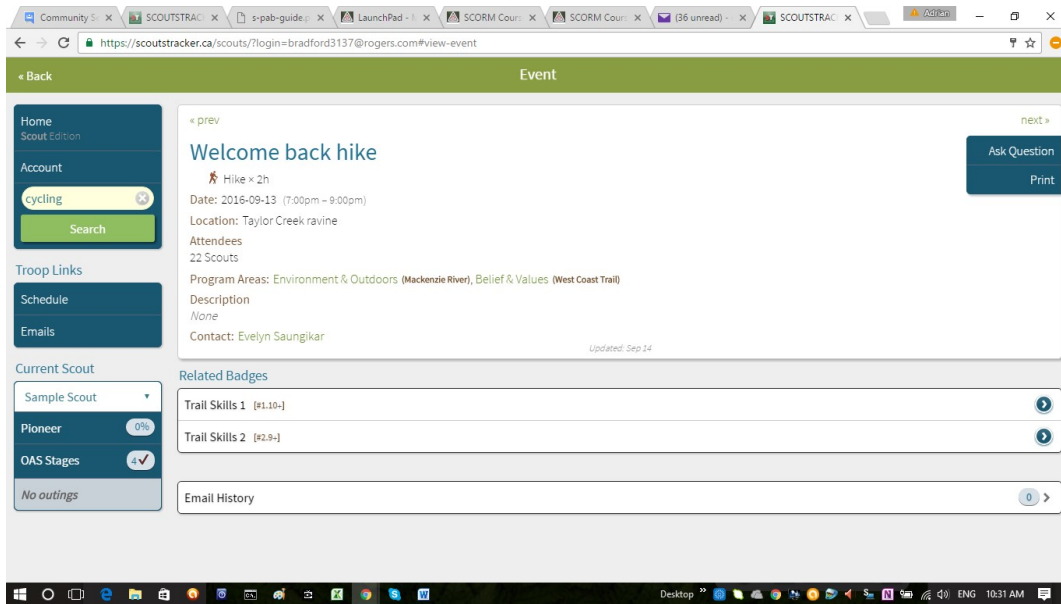 Community S
SCOUTSTRAC
s-pab-guide.p
LaunchPad -
SCORM Cours
SCORM Cours
(36 unread) -
SCOUTSTRAC
Adrian
https://scoutstracker.ca/scouts/?login=bradford3137@rogers.com#view-event
« Back
Event
Home
Scout Edition
Account
cycling
Search
Troop Links
Schedule
Emails
Current Scout
Sample Scout
Pioneer 0%
OAS Stages 4
No outings
« prev
next »
Welcome back hike
Hike × 2h
Date: 2016-09-13 (7:00pm – 9:00pm)
Location: Taylor Creek ravine
Attendees
22 Scouts
Program Areas: Environment & Outdoors (Mackenzie River), Belief & Values (West Coast Trail)
Description
None
Contact: Evelyn Saungikar
Updated: Sep 14
Ask Question
Print
Related Badges
Trail Skills 1 [#1.10+]
Trail Skills 2 [#2.9+]
Email History 0
Desktop
ENG 10:31 AM